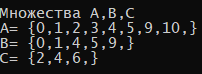 Множества A,B,C
A= {0,1,2,3,4,5,9,10,}
B= {0,1,4,5,9,}
C= {2,4,6,}